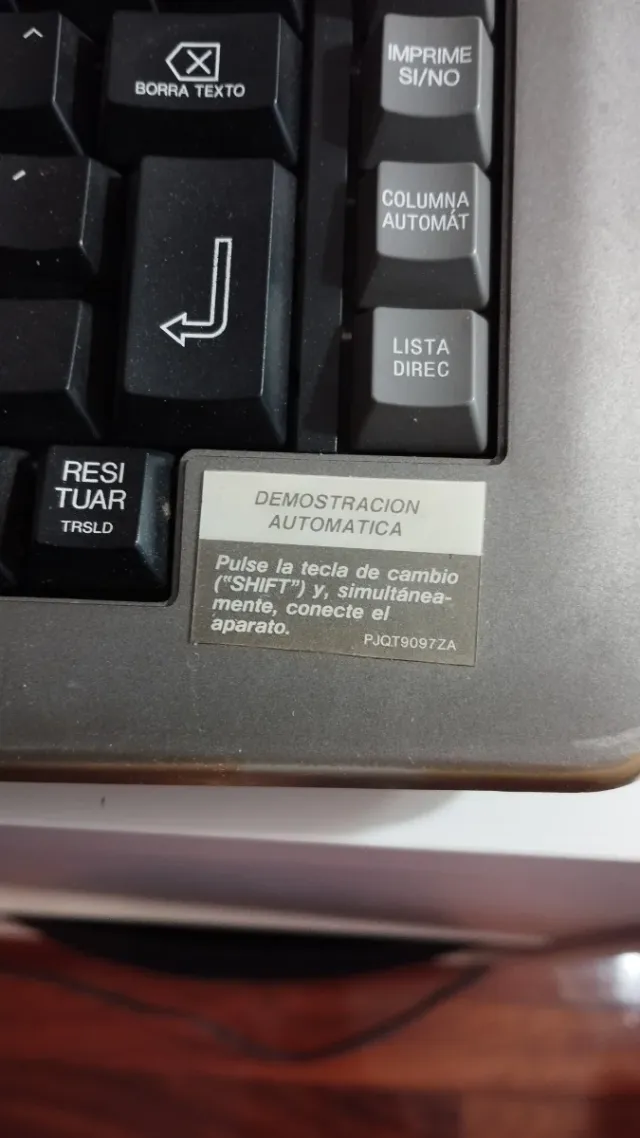 IMPRIME
SI/NO
BORRA TEXTO
COLUMNA
AUTOMÁT
LISTA
DIREC
RESI
TUAR
TRSLD
DEMOSTRACION
AUTOMATICA
Pulse la tecla de cambio
("SHIFT") y, simultánea-
mente, conecte el
aparato.
PJQT9097ZA